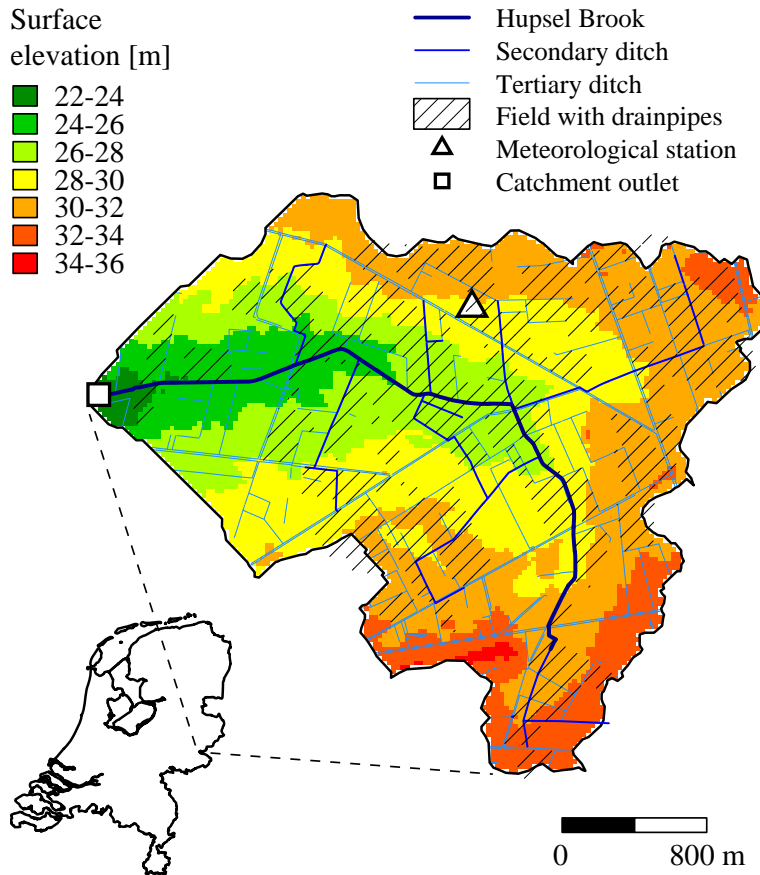 Surface
elevation [m]
22-24
24-26
26-28
28-30
30-32
32-34
34-36
Hupsel Brook
Secondary ditch
Tertiary ditch
Field with drainpipes
Meteorological station
Catchment outlet
0 800 m